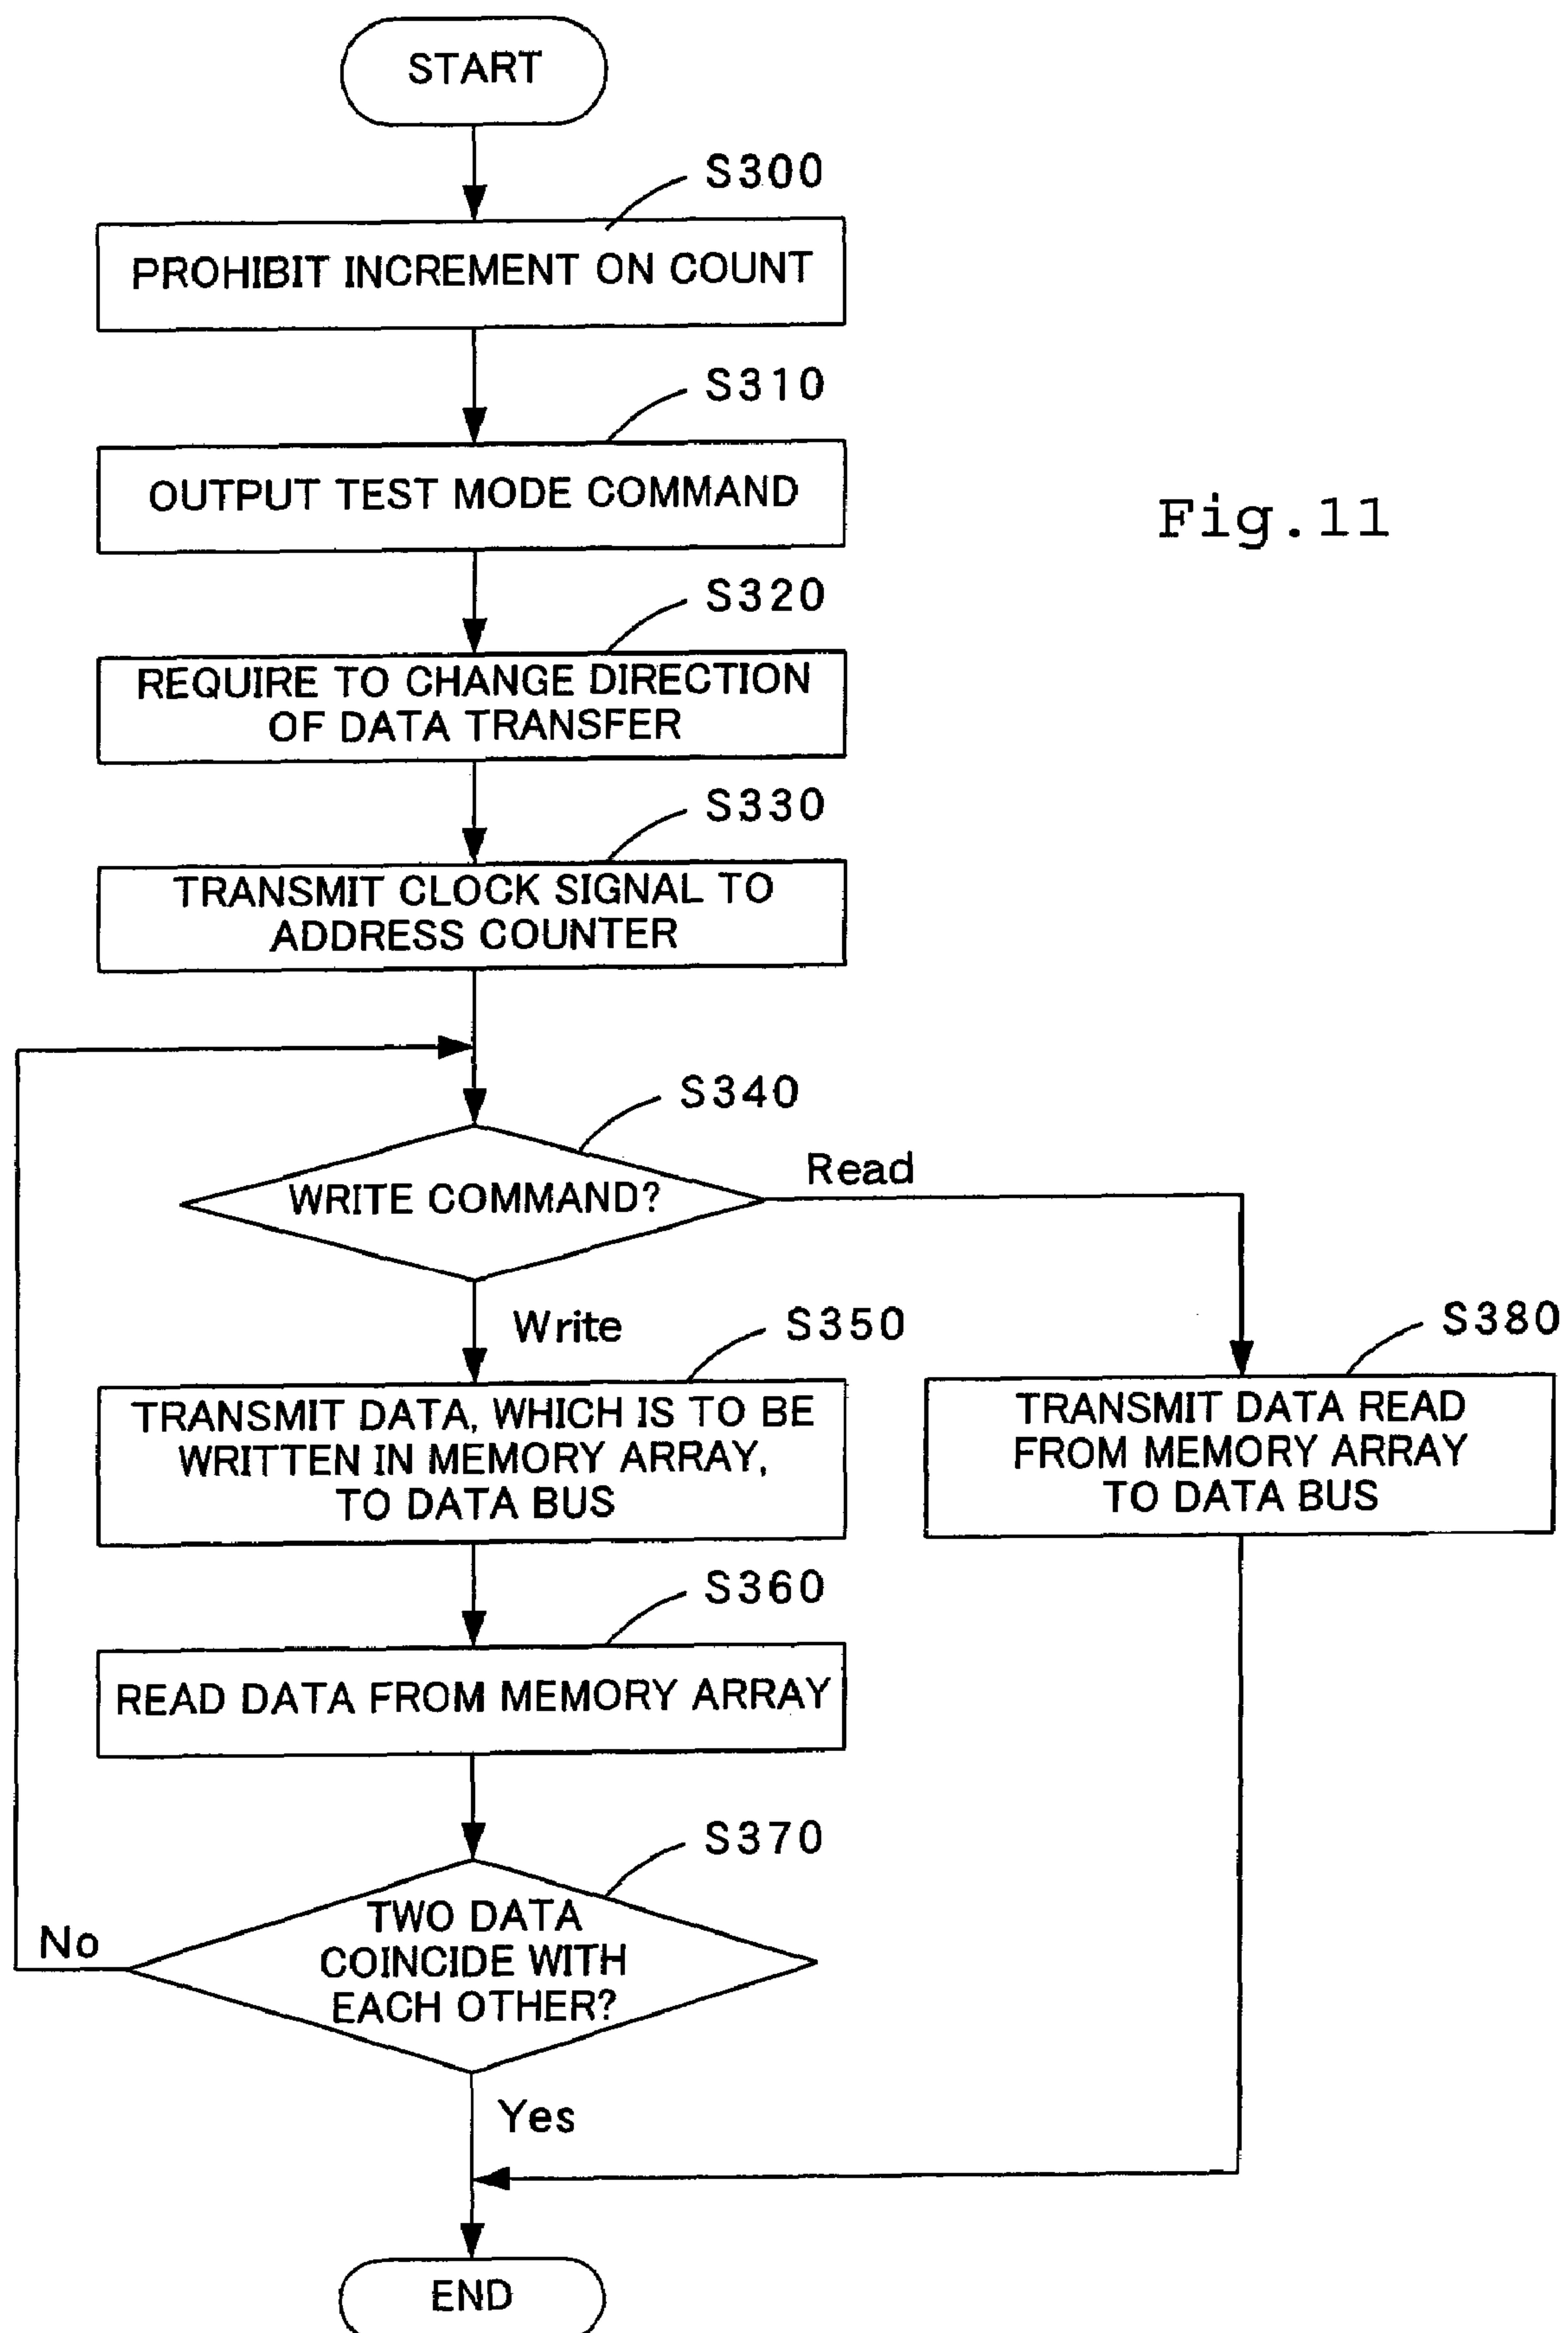 START
S300
PROHIBIT INCREMENT ON COUNT
S310
OUTPUT TEST MODE COMMAND
Fig.11
S320
REQUIRE TO CHANGE DIRECTION
OF DATA TRANSFER
S330
TRANSMIT CLOCK SIGNAL TO
ADDRESS COUNTER
S340
WRITE COMMAND?
Read
Write
S350
TRANSMIT DATA, WHICH IS TO BE
WRITTEN IN MEMORY ARRAY,
TO DATA BUS
S380
TRANSMIT DATA READ
FROM MEMORY ARRAY
TO DATA BUS
S360
READ DATA FROM MEMORY ARRAY
S370
TWO DATA
COINCIDE WITH
EACH OTHER?
No
Yes
END